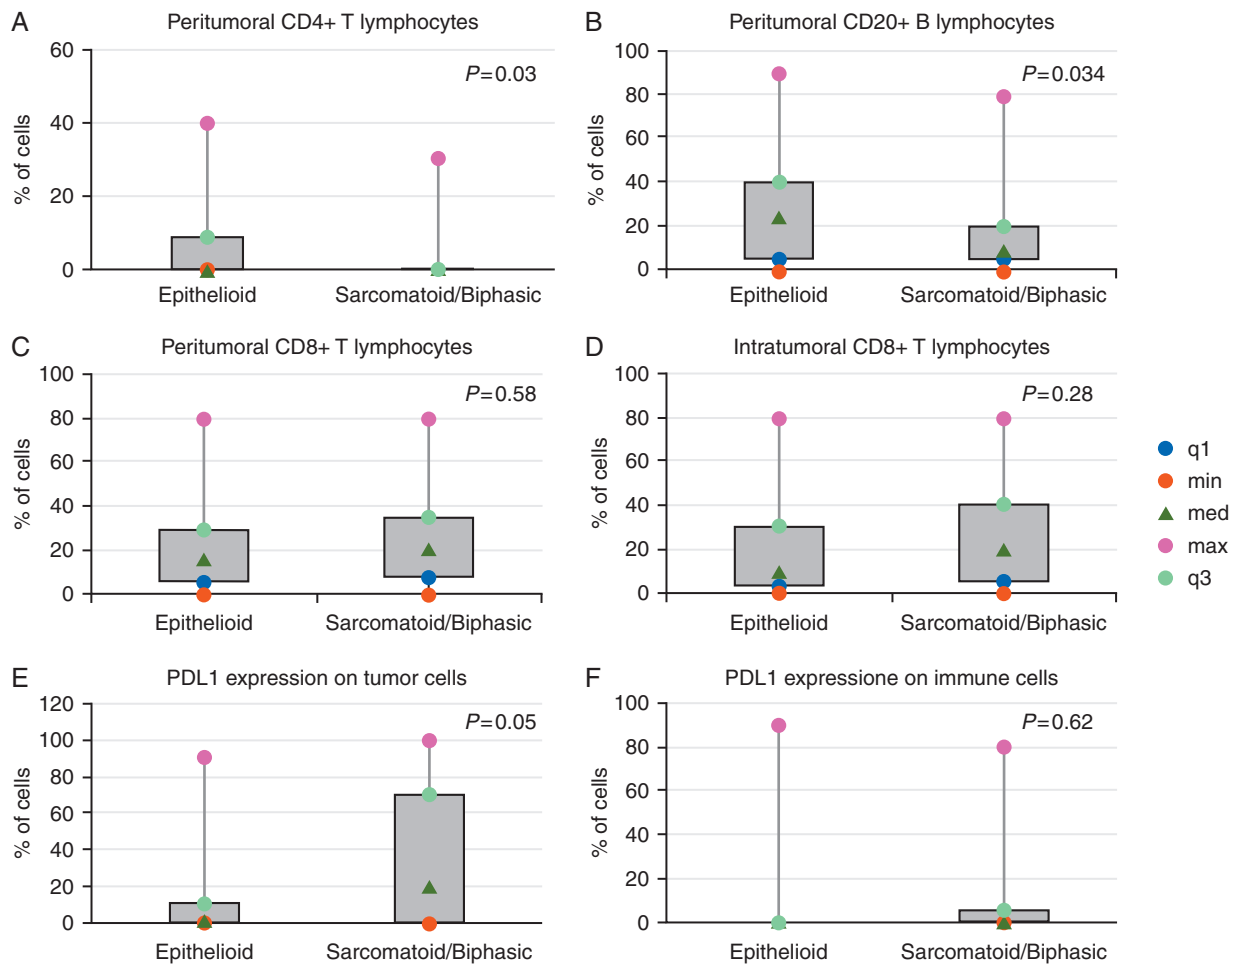 A
Peritumoral CD4+ T lymphocytes
P=0.03
% of cells
60
40
20
0
Epithelioid
Sarcomatoid/Biphasic
B
Peritumoral CD20+ B lymphocytes
P=0.034
% of cells
100
80
60
40
20
0
Epithelioid
Sarcomatoid/Biphasic
C
Peritumoral CD8+ T lymphocytes
P=0.58
% of cells
100
80
60
40
20
0
Epithelioid
Sarcomatoid/Biphasic
D
Intratumoral CD8+ T lymphocytes
P=0.28
% of cells
100
80
60
40
20
0
Epithelioid
Sarcomatoid/Biphasic
q1
min
med
max
q3
E
PDL1 expression on tumor cells
P=0.05
% of cells
120
100
80
60
40
20
0
Epithelioid
Sarcomatoid/Biphasic
F
PDL1 expressione on immune cells
P=0.62
% of cells
100
80
60
40
20
0
Epithelioid
Sarcomatoid/Biphasic